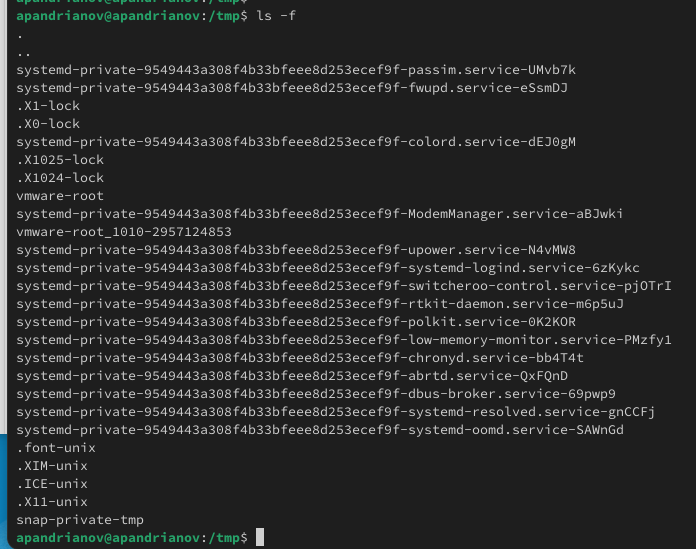 apandrianov@apandrianov:/tmp$ ls -f
.
..
systemd-private-9549443a308f4b33bfeee8d253ecef9f-passim.service-UMvb7k
systemd-private-9549443a308f4b33bfeee8d253ecef9f-fwupd.service-eSsmDJ
.X1-lock
.X0-lock
systemd-private-9549443a308f4b33bfeee8d253ecef9f-colord.service-dEJ0gM
.X1025-lock
.X1024-lock
vmware-root
systemd-private-9549443a308f4b33bfeee8d253ecef9f-ModemManager.service-aBJwki
vmware-root_1010-2957124853
systemd-private-9549443a308f4b33bfeee8d253ecef9f-upower.service-N4vMW8
systemd-private-9549443a308f4b33bfeee8d253ecef9f-systemd-logind.service-6zKykc
systemd-private-9549443a308f4b33bfeee8d253ecef9f-switcheroo-control.service-pjOTrI
systemd-private-9549443a308f4b33bfeee8d253ecef9f-rtkit-daemon.service-m6p5uJ
systemd-private-9549443a308f4b33bfeee8d253ecef9f-polkit.service-0K2KOR
systemd-private-9549443a308f4b33bfeee8d253ecef9f-low-memory-monitor.service-PMzfy1
systemd-private-9549443a308f4b33bfeee8d253ecef9f-chronyd.service-bb4T4t
systemd-private-9549443a308f4b33bfeee8d253ecef9f-abrtd.service-QxFQnD
systemd-private-9549443a308f4b33bfeee8d253ecef9f-dbus-broker.service-69pwp9
systemd-private-9549443a308f4b33bfeee8d253ecef9f-systemd-resolved.service-gnCCFj
systemd-private-9549443a308f4b33bfeee8d253ecef9f-systemd-oomd.service-SAWnGd
.font-unix
.XIM-unix
.ICE-unix
.X11-unix
snap-private-tmp
apandrianov@apandrianov:/tmp$